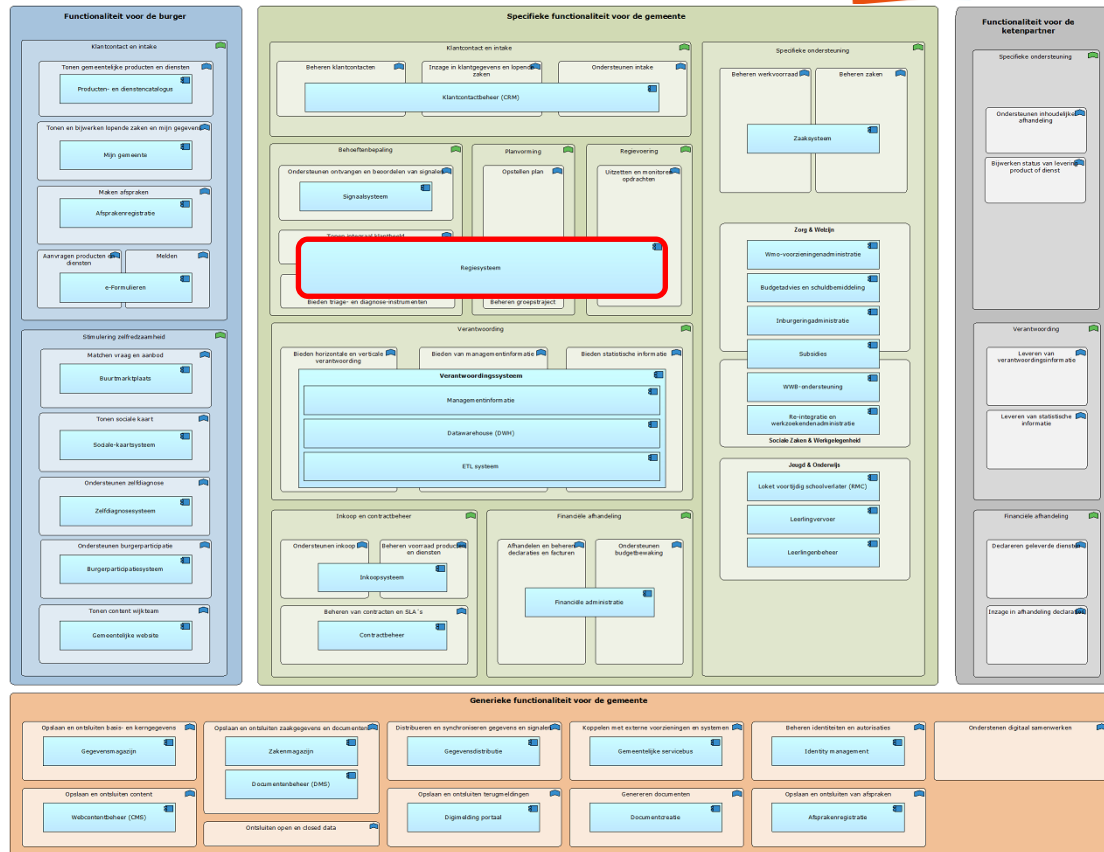 Functionaliteit voor de burger
Klantcontact en intake
Tonen gemeentelijke producten en diensten
Producten- en dienstencatalogus
Tonen en bijwerken lopende zaken en mijn gegevens
Mijn gemeente
Maken afspraken
Afsprakenregistratie
Aanvragen producten en
diensten
Melden
e-Formulieren
Stimulering zelfredzaamheid
Matchen vraag en aanbod
Buurtmarktplaats
Tonen sociale kaart
Sociale-kaartsysteem
Ondersteunen zelfdiagnose
Zelfdiagnosesysteem
Ondersteunen burgerparticipatie
Burgerparticipatiesysteem
Tonen content wijkteam
Gemeentelijke website
Specifieke functionaliteit voor de gemeente
Klantcontact en intake
Beheren klantcontacten
Inzage in klantgegevens en lopende
zaken
Ondersteunen intake
Klantcontactbeheer (CRM)
Behoeftenbepaling
Ondersteunen ontvangen en beoordelen van signalen
Signaalsysteem
Tonen integraal klantbeeld
Planvorming
Opstellen plan
Regievoering
Uitzetten en monitoren
opdrachten
Regiesysteem
Bieden triage- en diagnose-instrumenten
Beheren groepstraject
Verantwoording
Bieden horizontale en verticale
verantwoording
Bieden van managementinformatie
Bieden statistische informatie
Verantwoordingssysteem
Managementinformatie
Datawarehouse (DWH)
ETL systeem
Inkoop en contractbeheer
Ondersteunen inkoop
Beheren voorraad producten
en diensten
Inkoopsysteem
Beheren van contracten en SLA´s
Contractbeheer
Financiële afhandeling
Afhandelen en beheren
declaraties en facturen
Ondersteunen
budgetbewaking
Financiële administratie
Specifieke ondersteuning
Beheren werkvoorraad
Beheren zaken
Zaaksysteem
Zorg & Welzijn
Wmo-voorzieningenadministratie
Budgetadvies en schuldbemiddeling
Inburgeringadministratie
Subsidies
WWB-ondersteuning
Re-integratie en
werkzoekendenadministratie
Sociale Zaken & Werkgelegenheid
Jeugd & Onderwijs
Loket voortijdig schoolverlater (RMC)
Leerlingvervoer
Leerlingenbeheer
Functionaliteit voor de
ketenpartner
Specifieke ondersteuning
Ondersteunen inhoudelijke
afhandeling
Bijwerken status van levering
product of dienst
Verantwoording
Leveren van
verantwoordingsinformatie
Leveren van statistische
informatie
Financiële afhandeling
Declareren geleverde diensten
Inzage in afhandeling declaraties
Generieke functionaliteit voor de gemeente
Opslaan en ontsluiten basis- en kerngegevens
Gegevensmagazijn
Opslaan en ontsluiten zaakgegevens en documenten
Zakenmagazijn
Documentenbeheer (DMS)
Distribueren en synchroniseren gegevens en signalen
Gegevensdistributie
Koppelen met externe voorzieningen en systemen
Gemeentelijke servicebus
Beheren identiteiten en autorisaties
Identity management
Onderstenen digitaal samenwerken
Opslaan en ontsluiten content
Webcontentbeheer (CMS)
Ontsluiten open en closed data
Opslaan en ontsluiten terugmeldingen
Digimelding portaal
Genereren documenten
Documentcreatie
Opslaan en ontsluiten van afspraken
Afsprakenregistratie